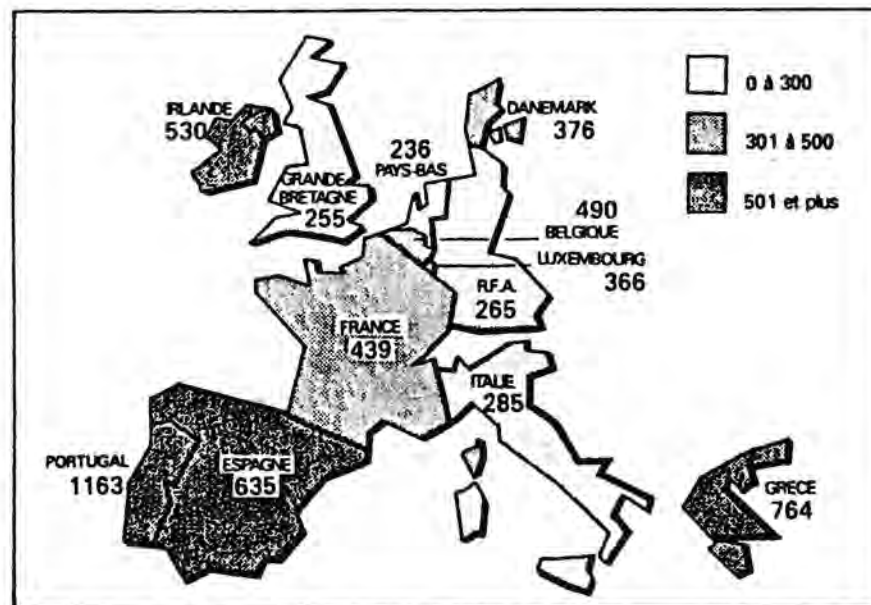 IRLANDE
530
DANEMARK
376
0 à 300
301 à 500
501 et plus
236
PAYS-BAS
GRANDE
BRETAGNE
255
490
BELGIQUE
LUXEMBOURG
366
R.F.A.
265
FRANCE
439
ITALIE
285
PORTUGAL
1163
ESPAGNE
635
GRECE
764